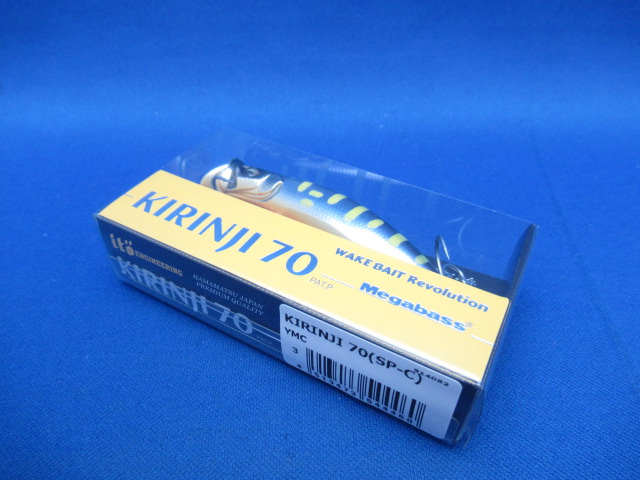 KIRINJI 70
PAT.P
WAKE BAIT Revolution
Megabass®
it's ENGINEERING
HAMAMATSU JAPAN
PREMIUM QUALITY
KIRINJI 70
KIRINJI 70(SP-C)
YMC
3